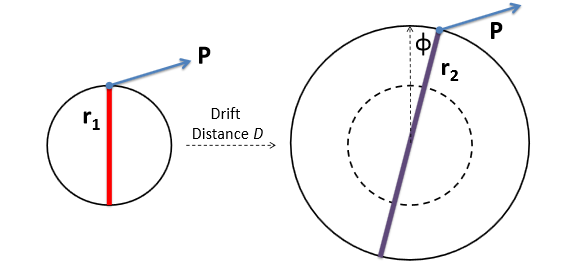 P
r1
Drift
Distance D
ϕ
P
r2